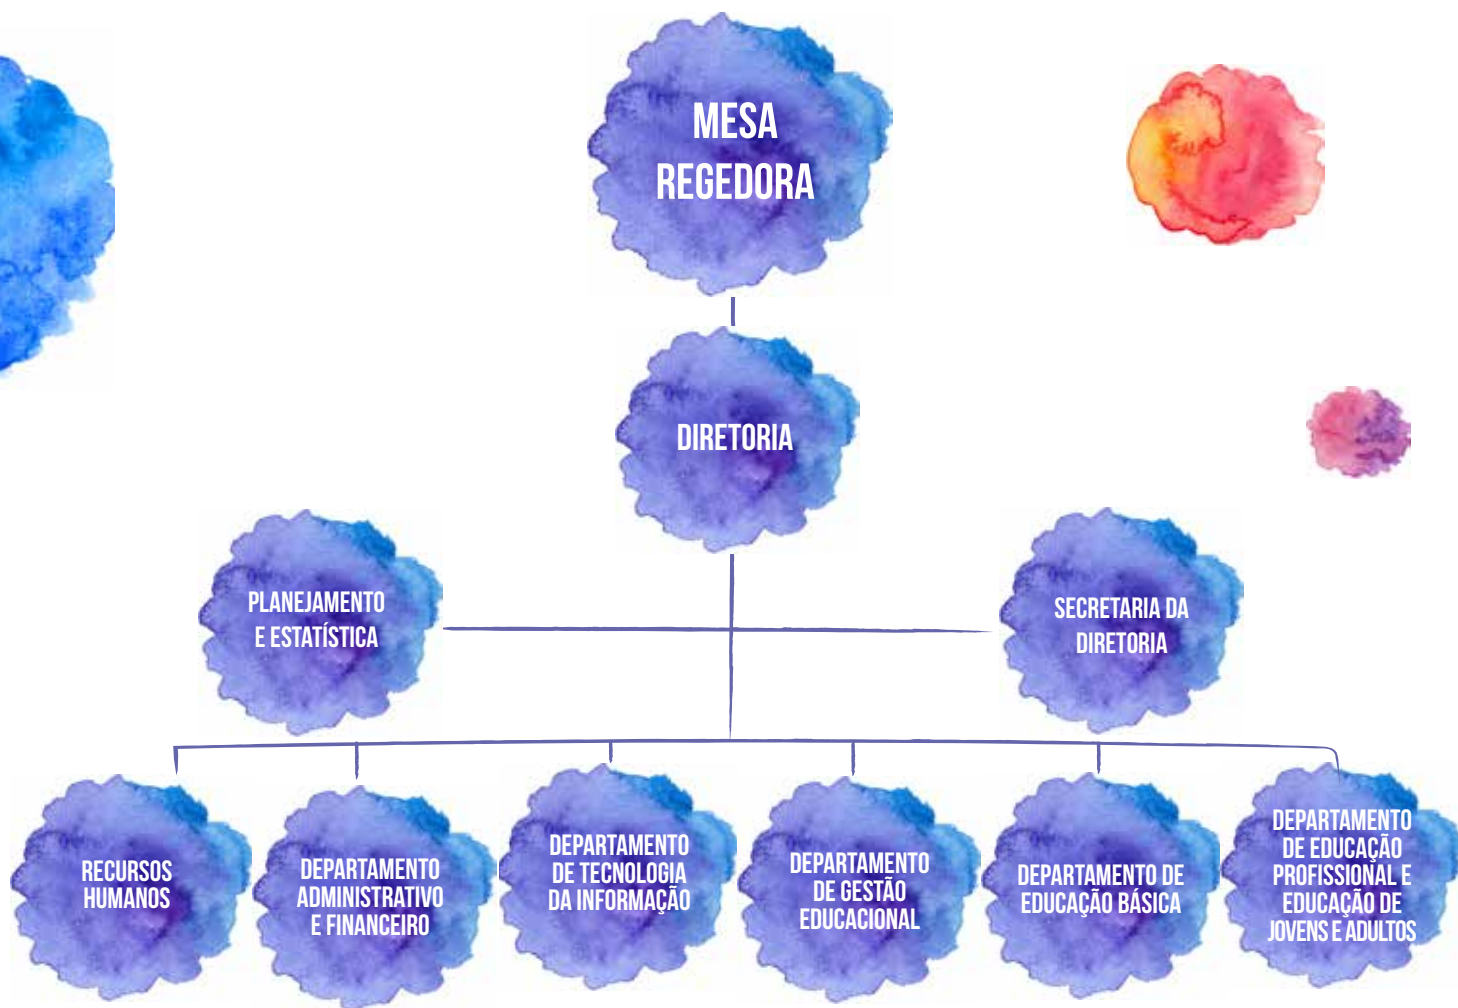 MESA
REGEDORA
DIRETORIA
PLANEJAMENTO
E ESTATÍSTICA
SECRETARIA DA
DIRETORIA
RECURSOS
HUMANOS
DEPARTAMENTO
ADMINISTRATIVO
E FINANCEIRO
DEPARTAMENTO
DE TECNOLOGIA
DA INFORMAÇÃO
DEPARTAMENTO
DE GESTÃO
EDUCACIONAL
DEPARTAMENTO DE
EDUCAÇÃO BÁSICA
DEPARTAMENTO
DE EDUCAÇÃO
PROFISSIONAL E
EDUCAÇÃO DE
JOVENS E ADULTOS